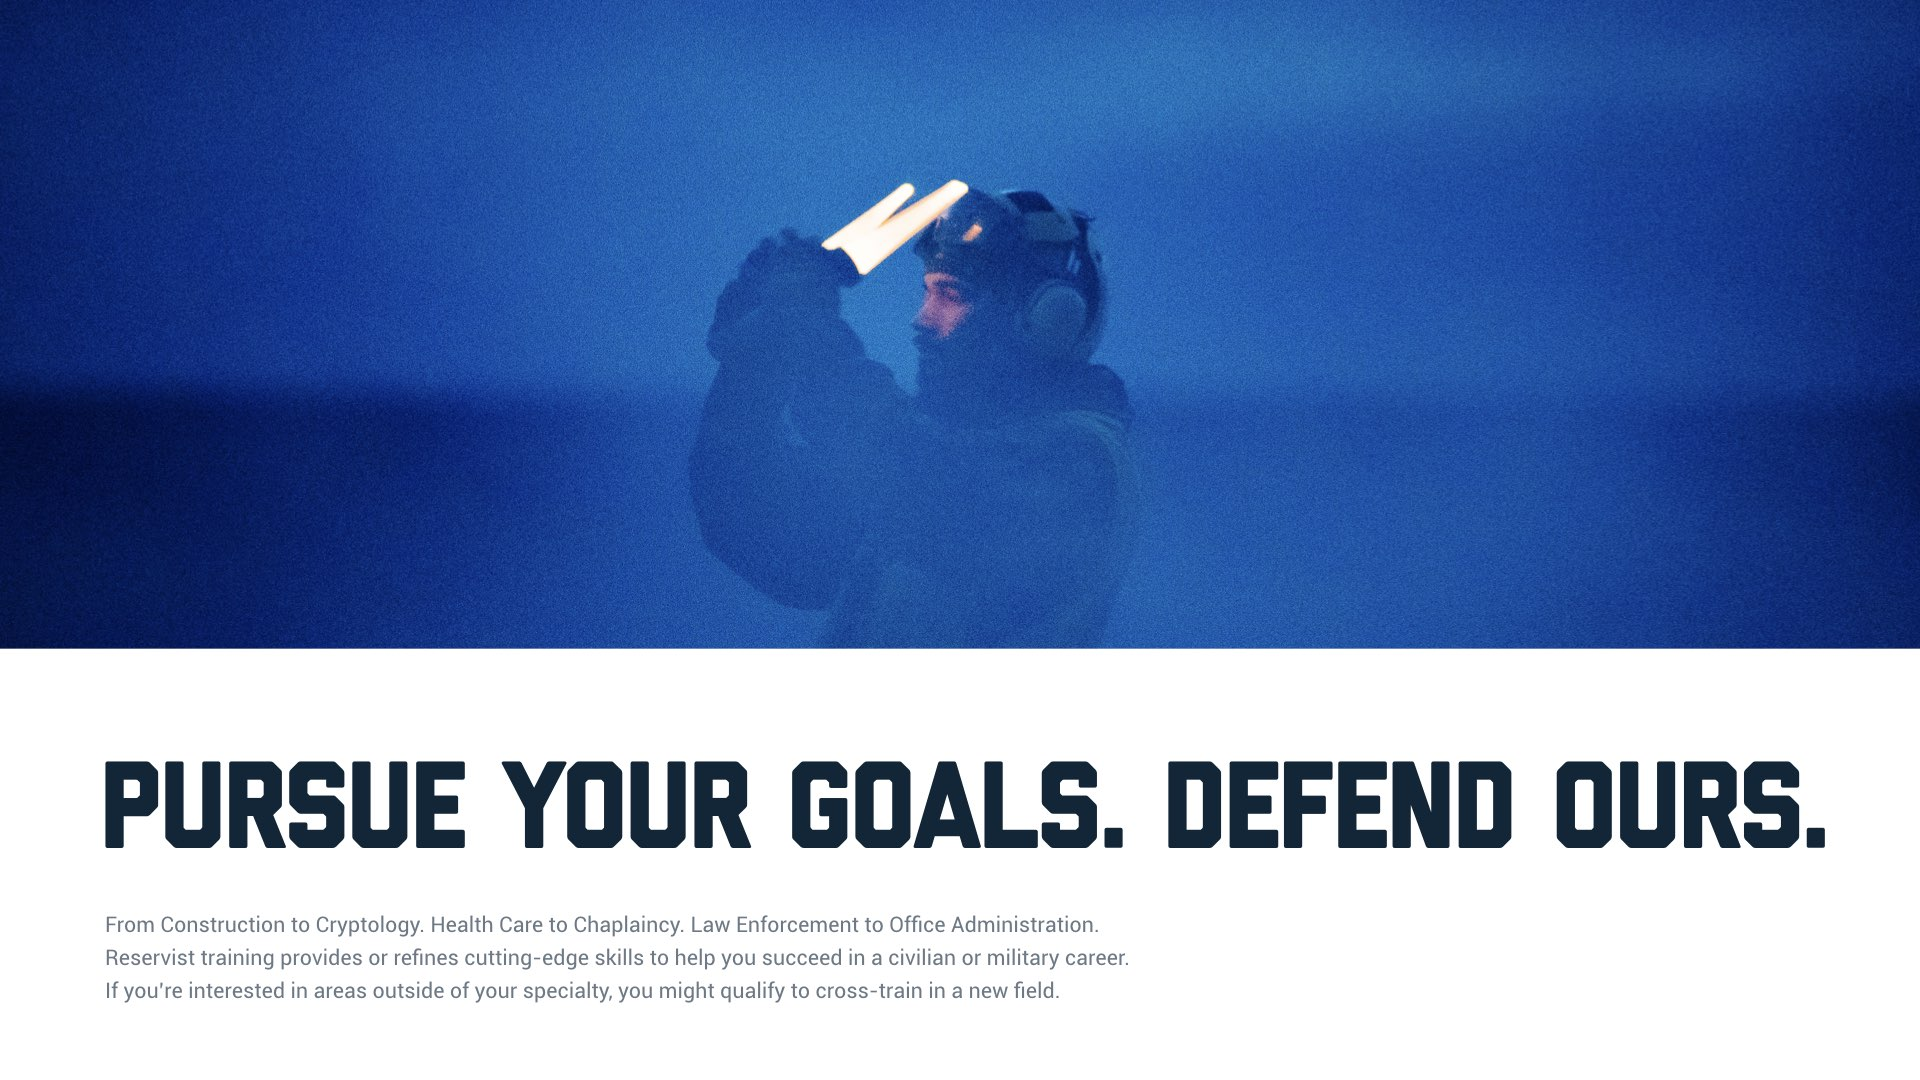 PURSUE YOUR GOALS. DEFEND OURS.
From Construction to Cryptology. Health Care to Chaplaincy. Law Enforcement to Office Administration.
Reservist training provides or refines cutting-edge skills to help you succeed in a civilian or military career.
If you're interested in areas outside of your specialty, you might qualify to cross-train in a new field.